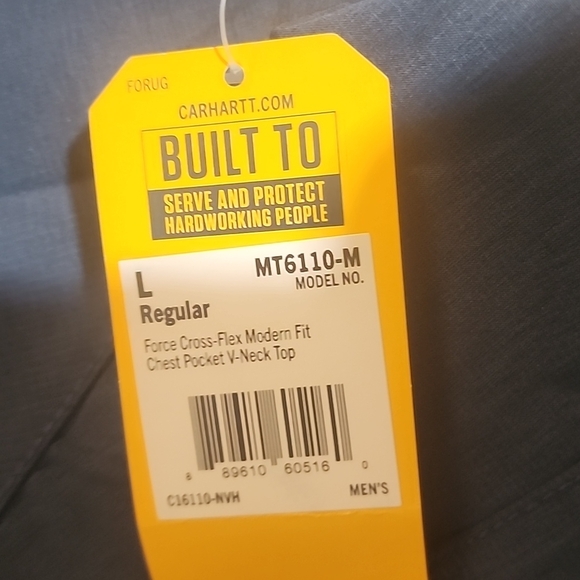 FORUG
CARHARTT.COM
BUILT TO
SERVE AND PROTECT
HARDWORKING PEOPLE
L
MT6110-M
MODEL NO.
Regular
Force Cross-Flex Modern Fit
Chest Pocket V-Neck Top
8 89610 60516 0
C16110-NVH
MEN'S